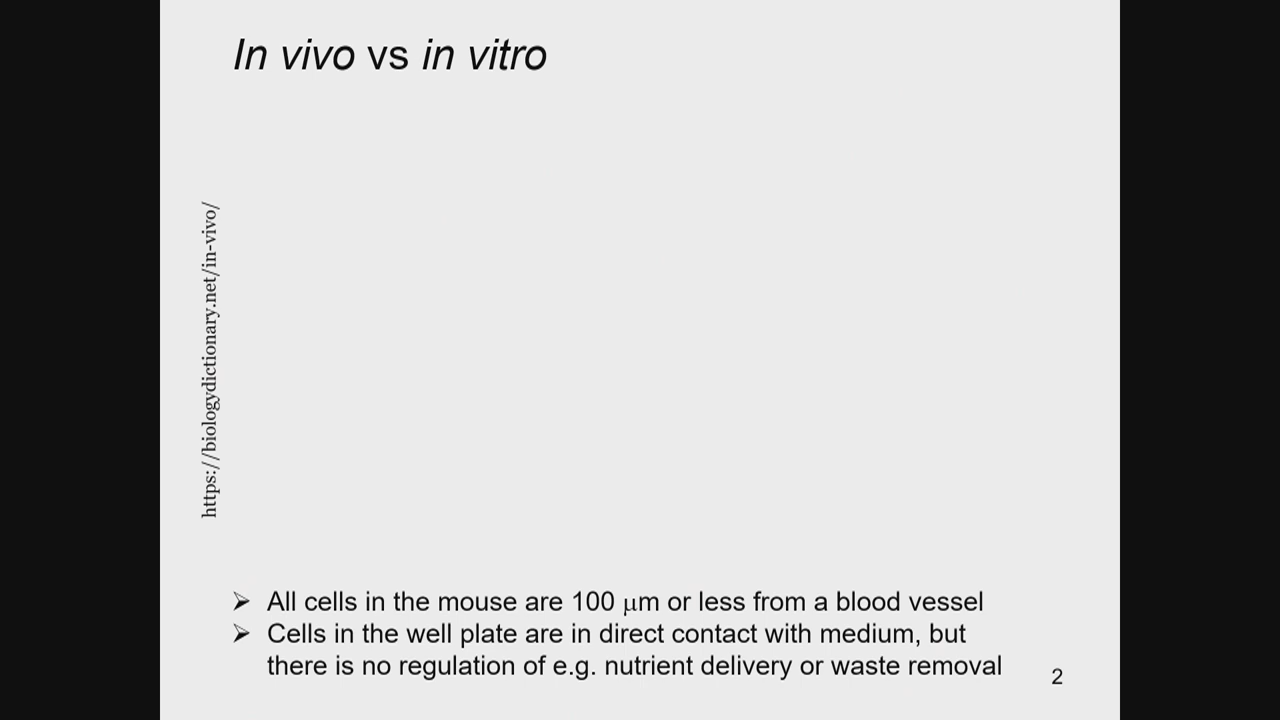 In vivo vs in vitro
https://biologydictionary.net/in-vivo/
➢ All cells in the mouse are 100 μm or less from a blood vessel
➢ Cells in the well plate are in direct contact with medium, but
there is no regulation of e.g. nutrient delivery or waste removal
2